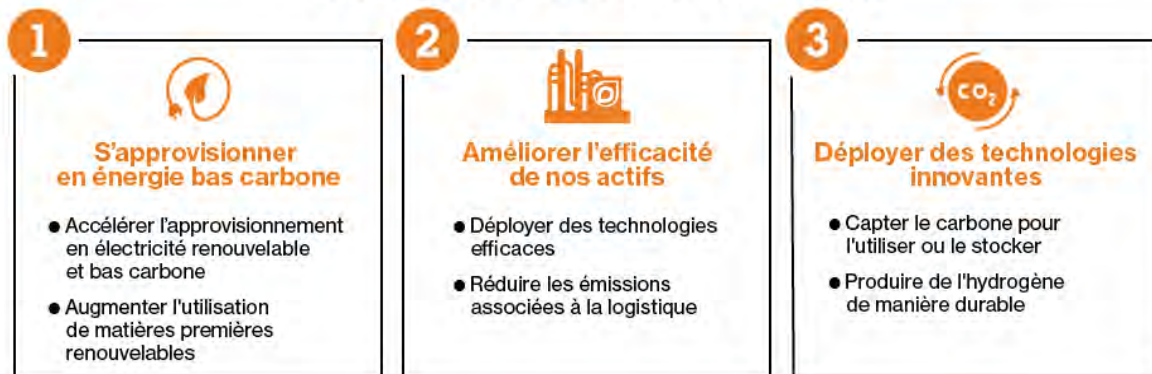 1
S'approvisionner
en énergie bas carbone
● Accélérer l'approvisionnement
en électricité renouvelable
et bas carbone
● Augmenter l'utilisation
de matières premières
renouvelables
2
Améliorer l'efficacité
de nos actifs
● Déployer des technologies
efficaces
● Réduire les émissions
associées à la logistique
3
CO₂
Déployer des technologies
innovantes
● Capter le carbone pour
l'utiliser ou le stocker
● Produire de l'hydrogène
de manière durable